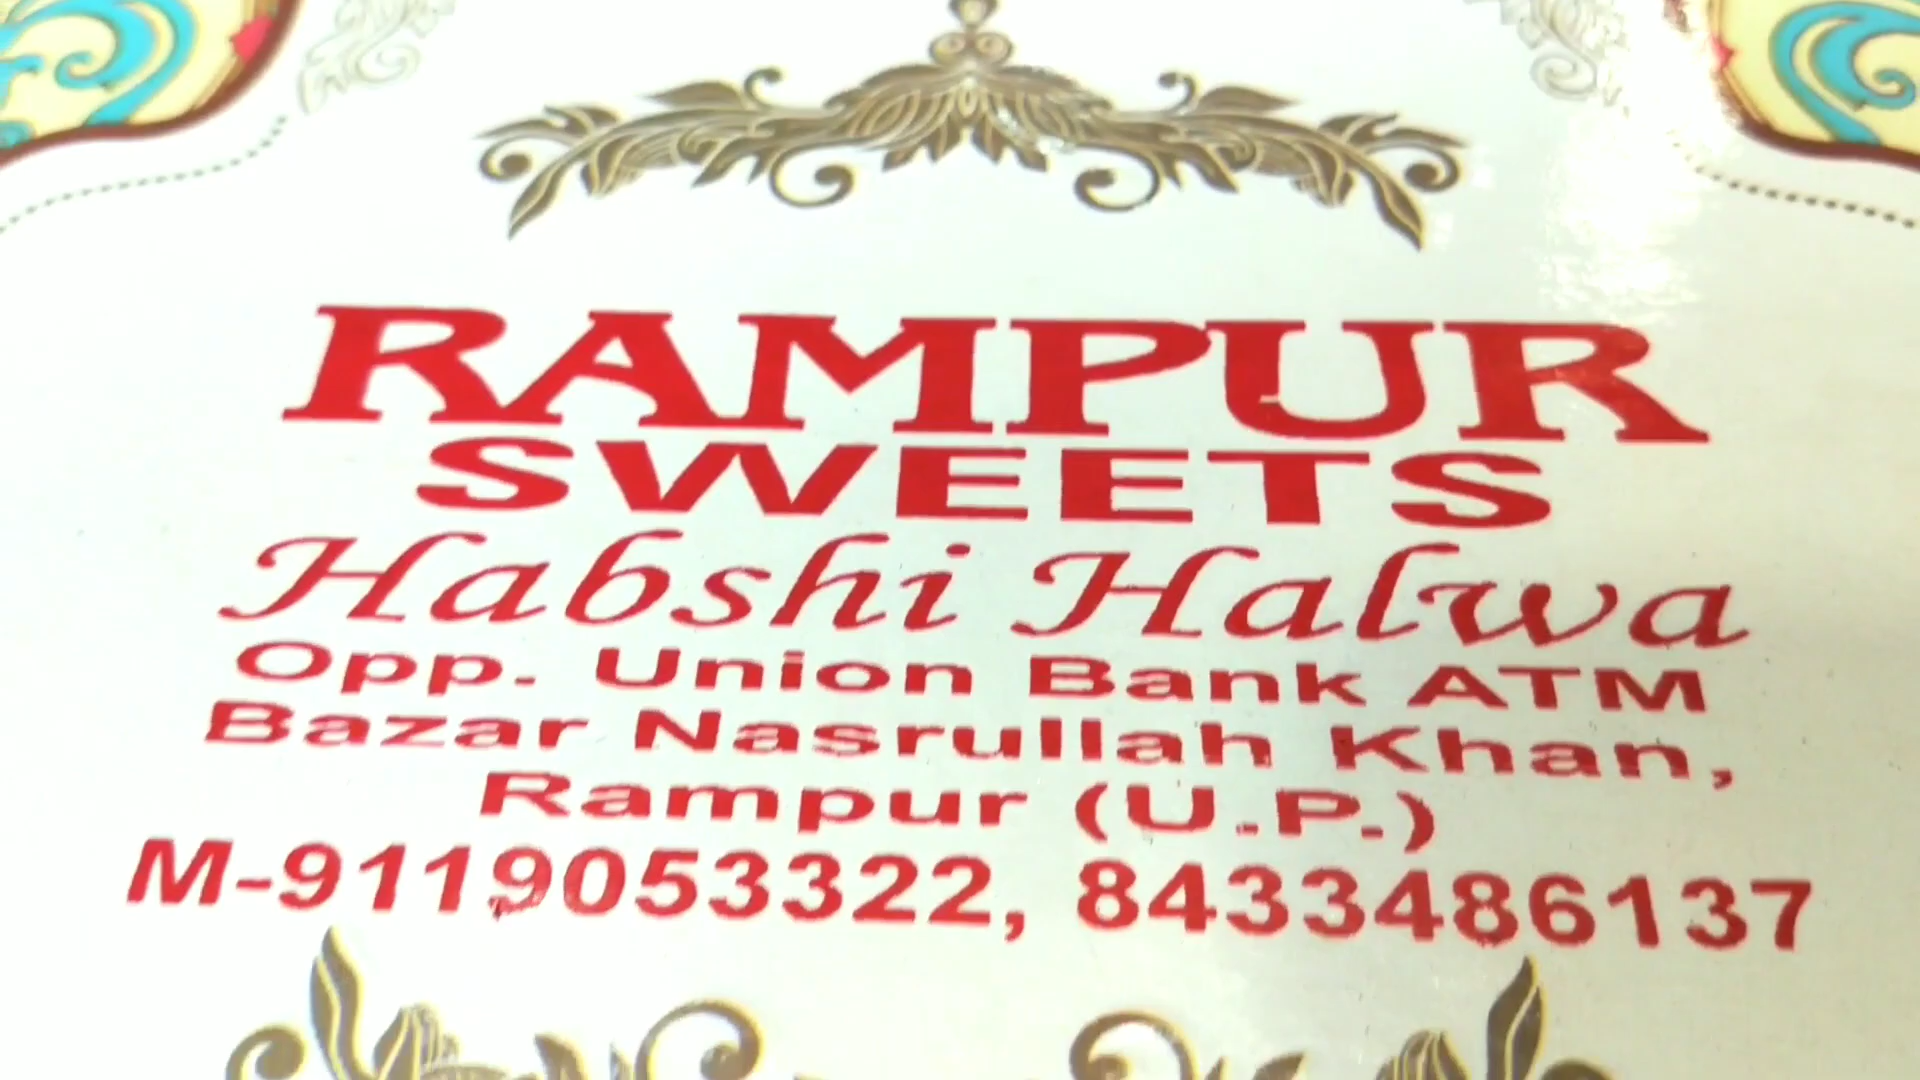 RAMPUR
SWEETS
Habshi Halwa
Opp. Union Bank ATM
Bazar Nasrullah Khan,
Rampur (U.P.)
M-9119053322, 8433486137